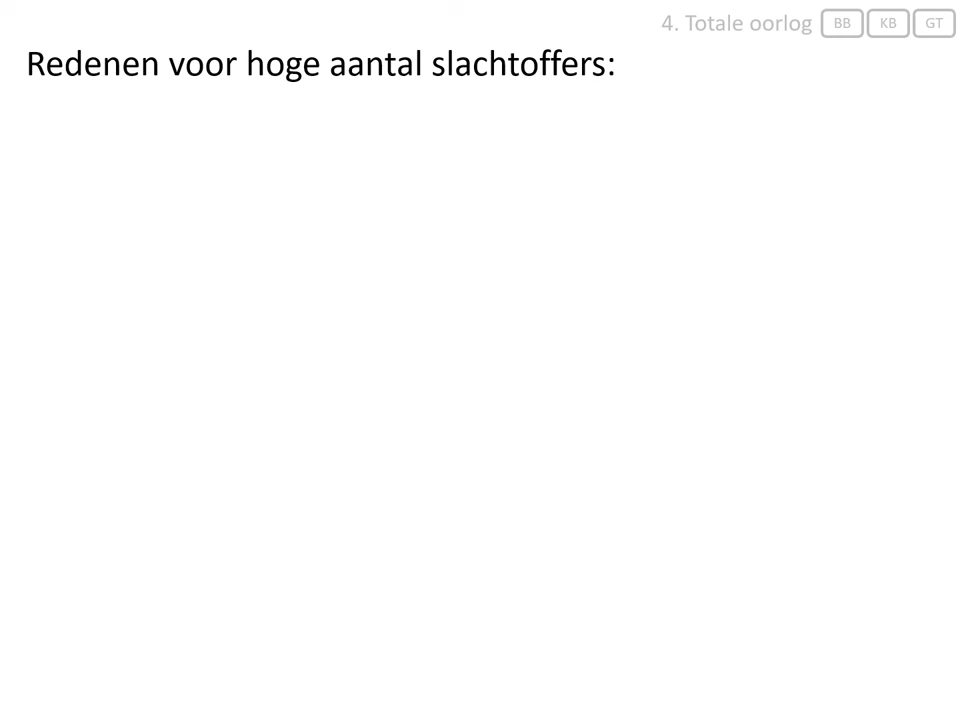 4. Totale oorlog BB KB GT
Redenen voor hoge aantal slachtoffers: